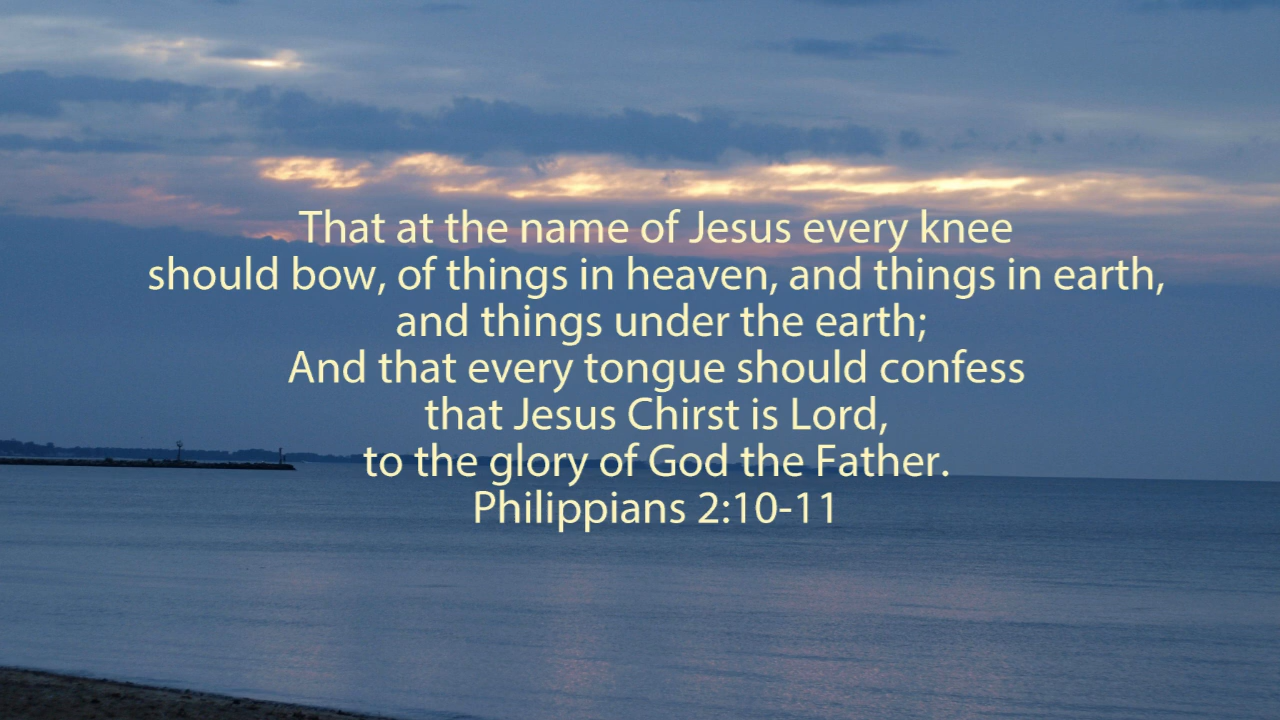 That at the name of Jesus every knee
should bow, of things in heaven, and things in earth,
and things under the earth;
And that every tongue should confess
that Jesus Chirst is Lord,
to the glory of God the Father.
Philippians 2:10-11